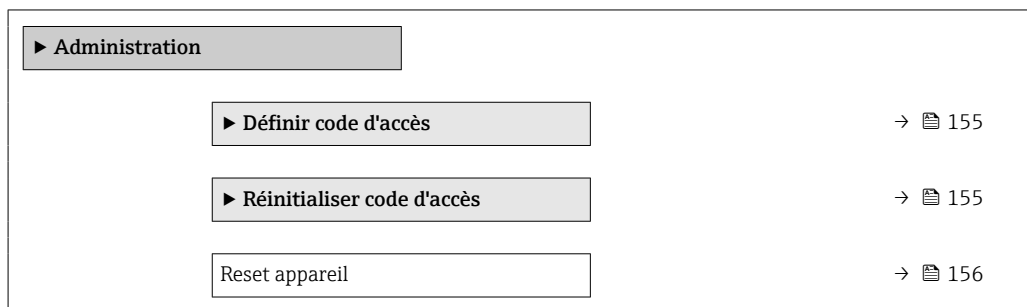 ▶ Administration
▶ Définir code d'accès → 155
▶ Réinitialiser code d'accès → 155
Reset appareil → 156